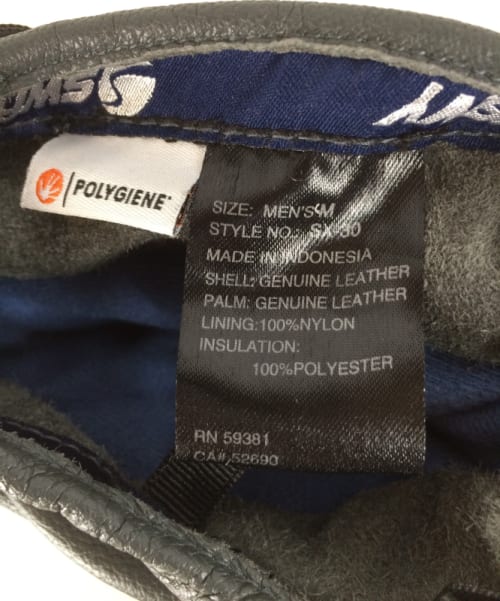 POLYGIENE
SIZE: MEN'S M
STYLE NO.: SX-30
MADE IN INDONESIA
SHELL: GENUINE LEATHER
PALM: GENUINE LEATHER
LINING:100%NYLON
INSULATION:
100%POLYESTER
RN 59381
CA# 52690